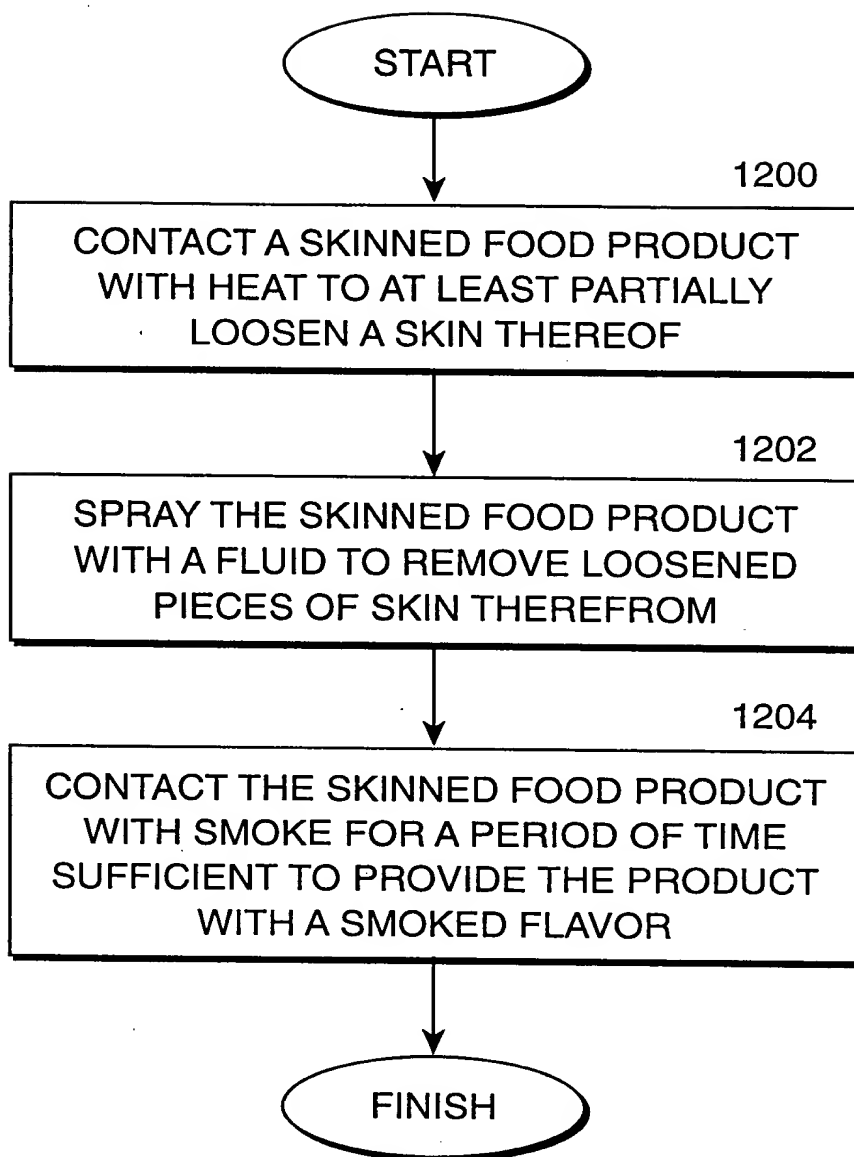 START
1200
CONTACT A SKINNED FOOD PRODUCT
WITH HEAT TO AT LEAST PARTIALLY
LOOSEN A SKIN THEREOF
1202
SPRAY THE SKINNED FOOD PRODUCT
WITH A FLUID TO REMOVE LOOSENED
PIECES OF SKIN THEREFROM
1204
CONTACT THE SKINNED FOOD PRODUCT
WITH SMOKE FOR A PERIOD OF TIME
SUFFICIENT TO PROVIDE THE PRODUCT
WITH A SMOKED FLAVOR
FINISH